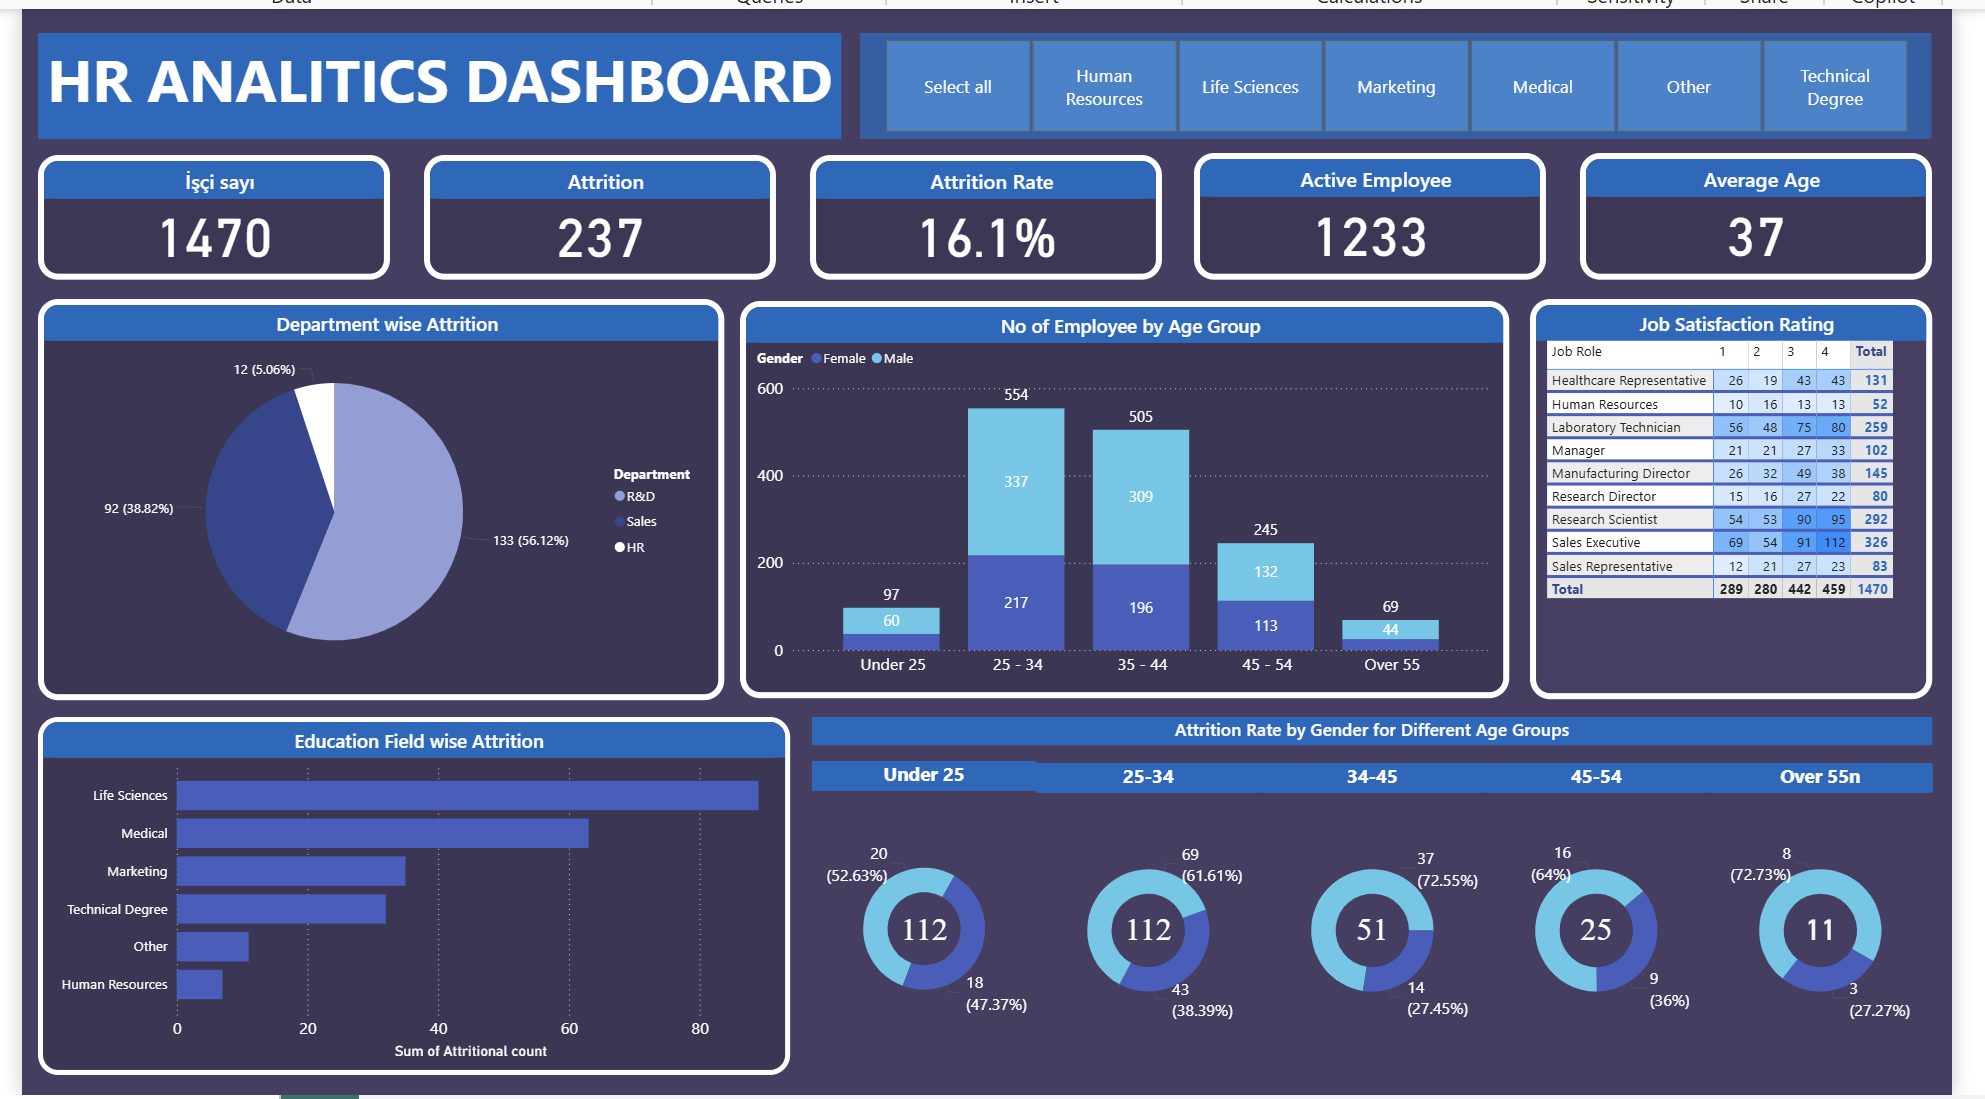 Data Queries Insert Calculations Sensitivity Share Copilot
HR ANALITICS DASHBOARD
Select all
Human
Resources
Life Sciences
Marketing
Medical
Other
Technical
Degree
İşçi sayı
1470
Attrition
237
Attrition Rate
16.1%
Active Employee
1233
Average Age
37
Department wise Attrition
12 (5.06%)
92 (38.82%)
133 (56.12%)
Department
R&D
Sales
HR
No of Employee by Age Group
Gender Female Male
600
400
200
0
97
60
554
337
217
505
309
196
245
132
113
69
44
Under 25
25 - 34
35 - 44
45 - 54
Over 55
Job Satisfaction Rating
Job Role 1 2 3 4 Total
Healthcare Representative 26 19 43 43 131
Human Resources 10 16 13 13 52
Laboratory Technician 56 48 75 80 259
Manager 21 21 27 33 102
Manufacturing Director 26 32 49 38 145
Research Director 15 16 27 22 80
Research Scientist 54 53 90 95 292
Sales Executive 69 54 91 112 326
Sales Representative 12 21 27 23 83
Total 289 280 442 459 1470
Education Field wise Attrition
Life Sciences
Medical
Marketing
Technical Degree
Other
Human Resources
0 20 40 60 80
Sum of Attritional count
Attrition Rate by Gender for Different Age Groups
Under 25
20
(52.63%)
112
18
(47.37%)
25-34
69
(61.61%)
112
43
(38.39%)
34-45
37
(72.55%)
51
14
(27.45%)
45-54
16
(64%)
25
9
(36%)
Over 55n
8
(72.73%)
11
3
(27.27%)